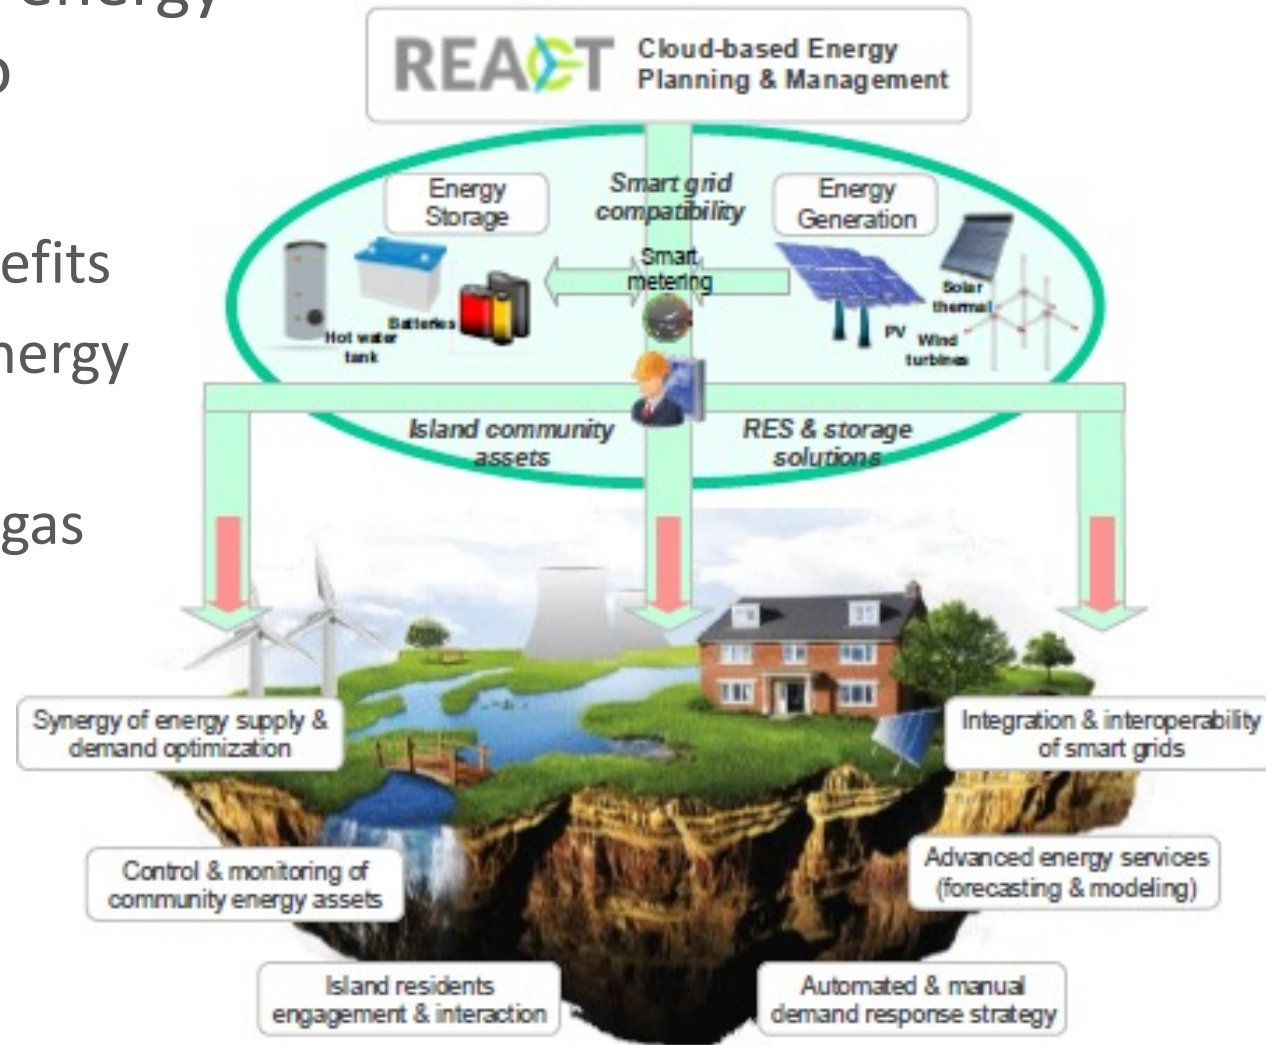 energy
efits
nergy
gas
REACT
Cloud-based Energy
Planning & Management
Energy
Storage
Smart grid
compatibility
Energy
Generation
Smart
metering
Hot water
tank
Batteries
Solar
thermal
PV
Wind
turbines
Island community
assets
RES & storage
solutions
Synergy of energy supply &
demand optimization
Integration & interoperability
of smart grids
Control & monitoring of
community energy assets
Advanced energy services
(forecasting & modeling)
Island residents
engagement & interaction
Automated & manual
demand response strategy